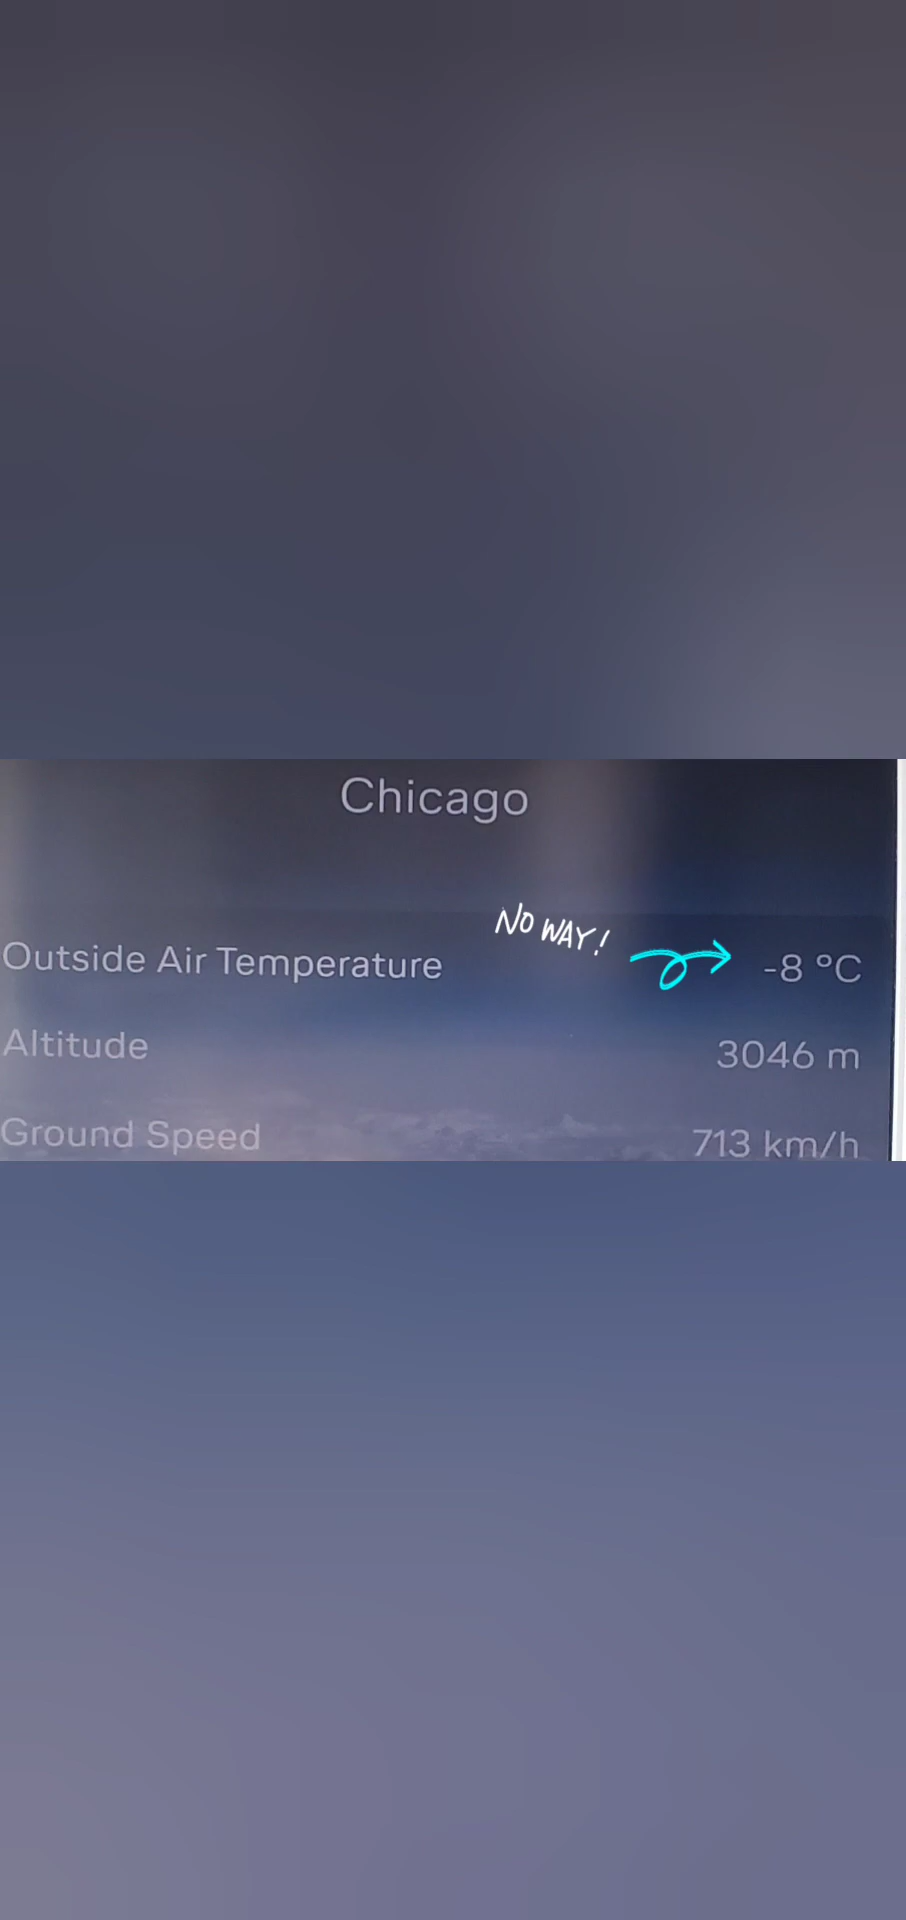 Chicago
NO WAY!
Outside Air Temperature -8 °C
Altitude 3046 m
Ground Speed 713 km/h